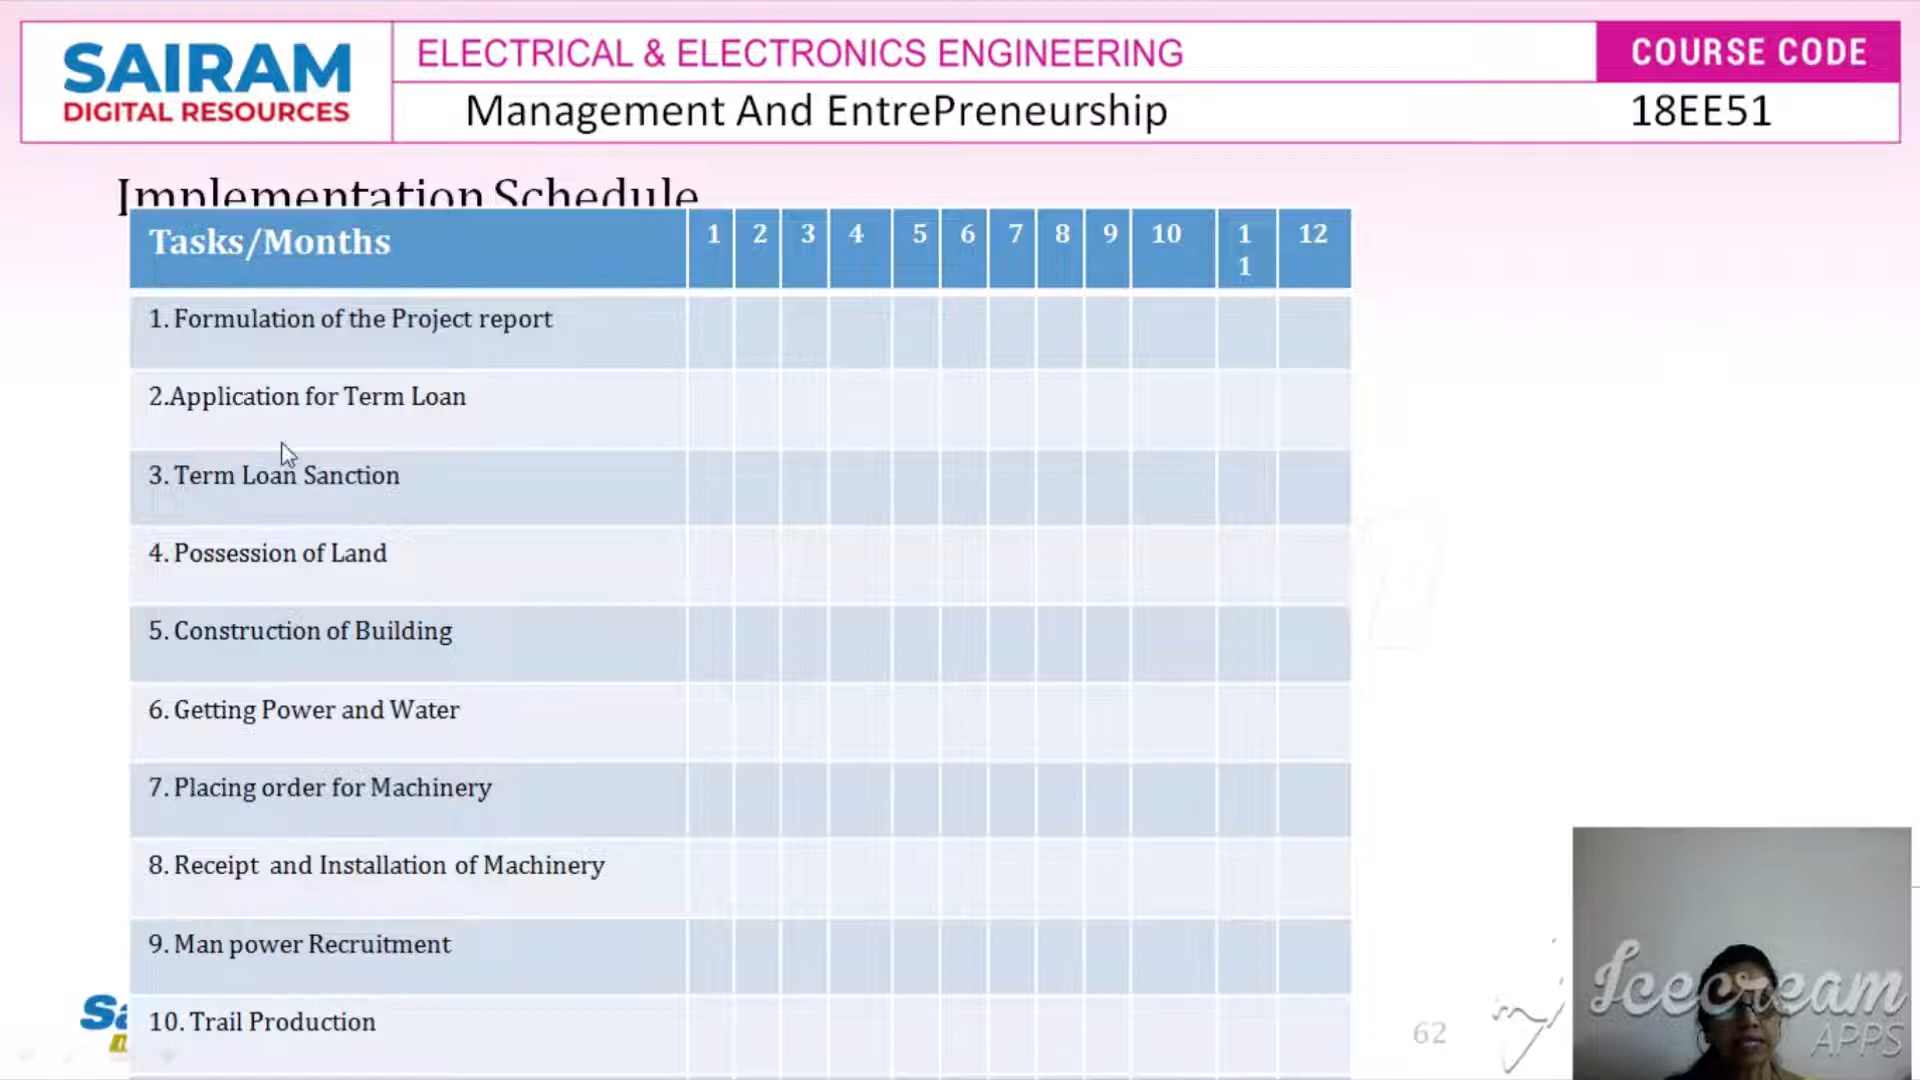 SAIRAM
DIGITAL RESOURCES
ELECTRICAL & ELECTRONICS ENGINEERING
COURSE CODE
Management And EntrePreneurship
18EE51
Implementation Schedule
Tasks/Months 1 2 3 4 5 6 7 8 9 10 11 12
1. Formulation of the Project report
2.Application for Term Loan
3. Term Loan Sanction
4. Possession of Land
5. Construction of Building
6. Getting Power and Water
7. Placing order for Machinery
8. Receipt and Installation of Machinery
9. Man power Recruitment
10. Trail Production
62
Icecream
APPS